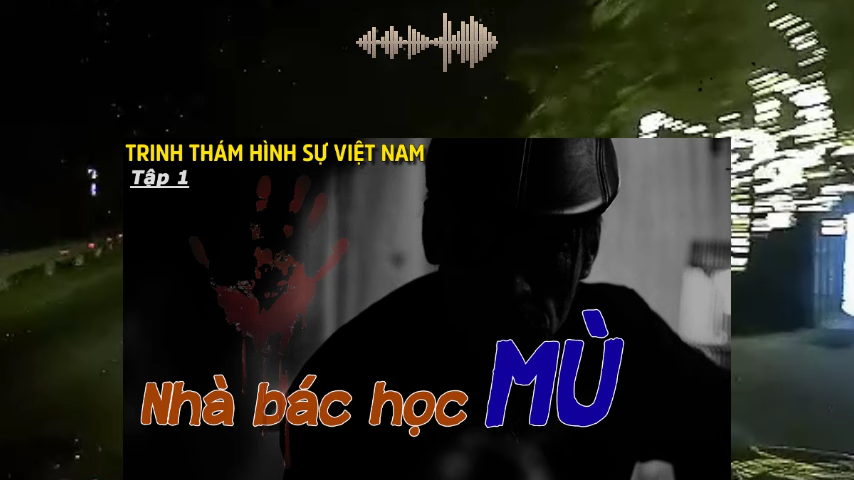 TRINH THÁM HÌNH SỰ VIỆT NAM
Tập 1
Nhà bác học MÙ